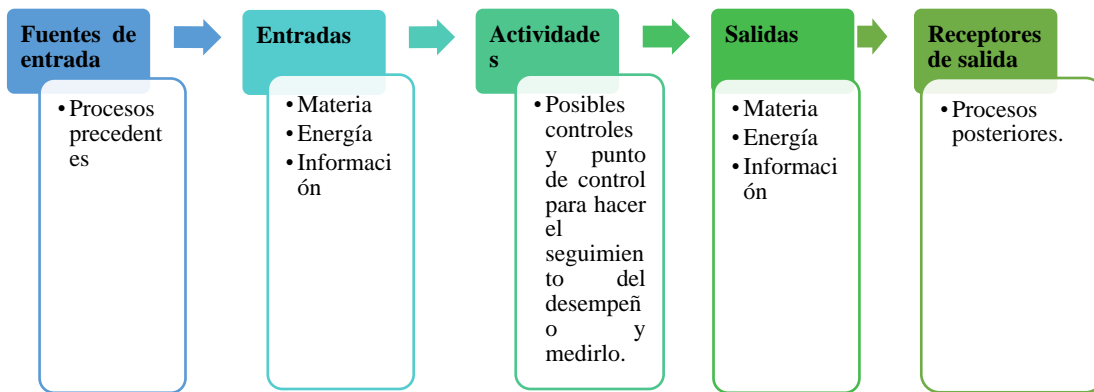 Fuentes de
entrada
• Procesos
precedent
es
Entradas
• Materia
• Energía
• Informaci
ón
Actividade
s
• Posibles
controles
y punto
de control
para hacer
el
seguimien
to del
desempeñ
o y
medirlo.
Salidas
• Materia
• Energía
• Informaci
ón
Receptores
de salida
• Procesos
posteriores.